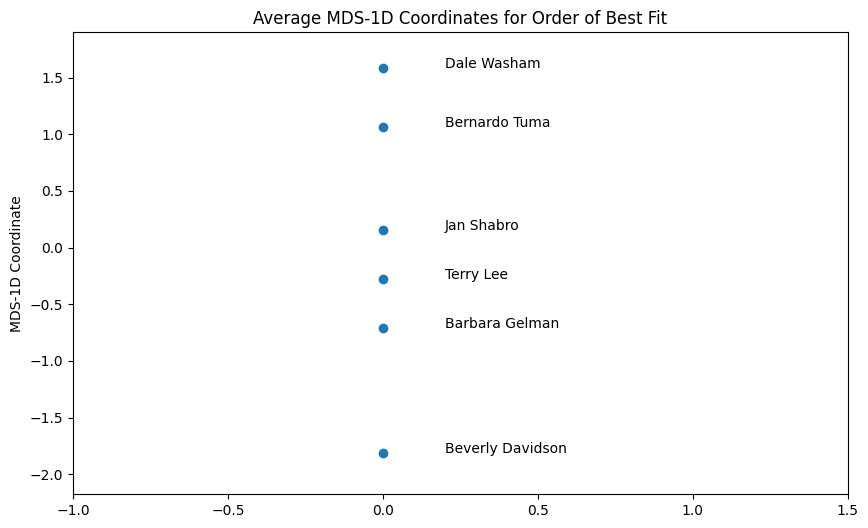 Average MDS-1D Coordinates for Order of Best Fit
MDS-1D Coordinate
1.5
1.0
0.5
0.0
−0.5
−1.0
−1.5
−2.0
Dale Washam
Bernardo Tuma
Jan Shabro
Terry Lee
Barbara Gelman
Beverly Davidson
−1.0
−0.5
0.0
0.5
1.0
1.5